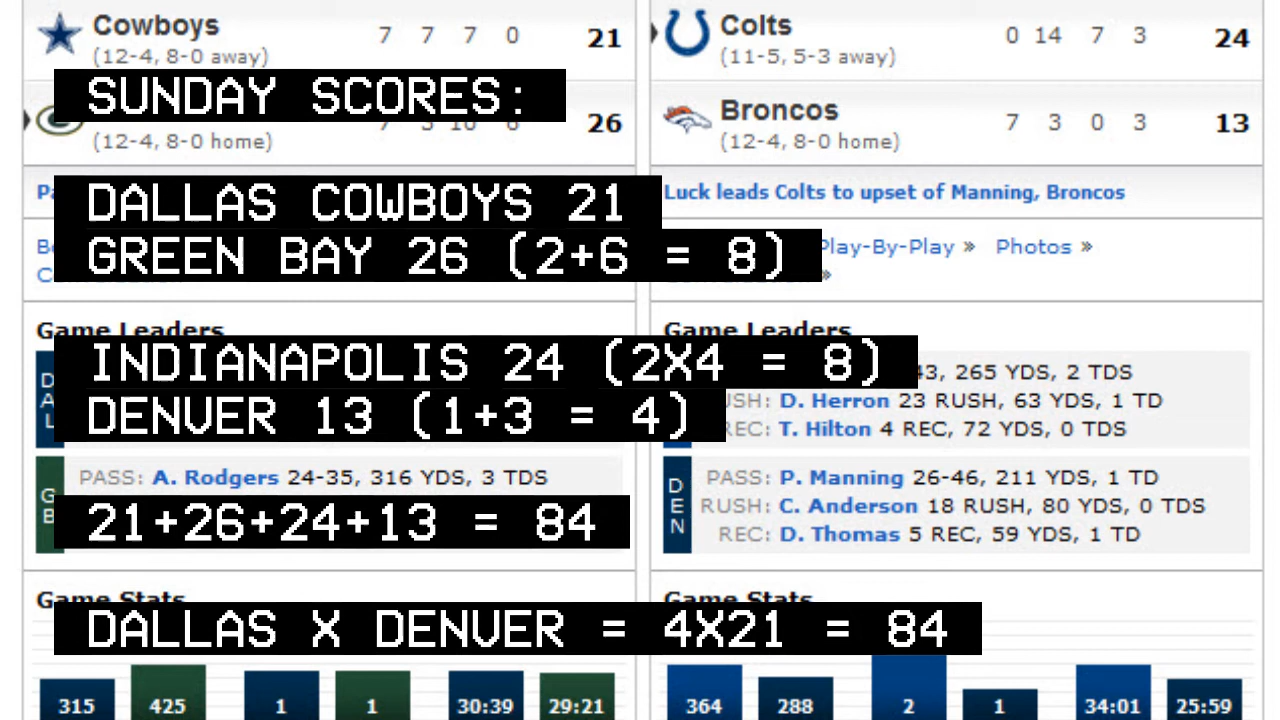 Cowboys 7 7 7 0 21
(12-4, 8-0 away)
Colts 0 14 7 3 24
(11-5, 5-3 away)
SUNDAY SCORES:
26
(12-4, 8-0 home)
Broncos 7 3 0 3 13
(12-4, 8-0 home)
DALLAS COWBOYS 21
Luck leads Colts to upset of Manning, Broncos
GREEN BAY 26 (2+6 = 8)
Play-By-Play » Photos »
»
Game Leaders
Game Leaders
INDIANAPOLIS 24 (2X4 = 8)
43, 265 YDS, 2 TDS
D. Herron 23 RUSH, 63 YDS, 1 TD
DENVER 13 (1+3 = 4)
REC: T. Hilton 4 REC, 72 YDS, 0 TDS
DAL
GB
PASS: A. Rodgers 24-35, 316 YDS, 3 TDS
21+26+24+13 = 84
DEN
PASS: P. Manning 26-46, 211 YDS, 1 TD
RUSH: C. Anderson 18 RUSH, 80 YDS, 0 TDS
REC: D. Thomas 5 REC, 59 YDS, 1 TD
Game Stats
Game Stats
DALLAS X DENVER = 4X21 = 84
315 425 1 1 30:39 29:21
364 288 2 1 34:01 25:59